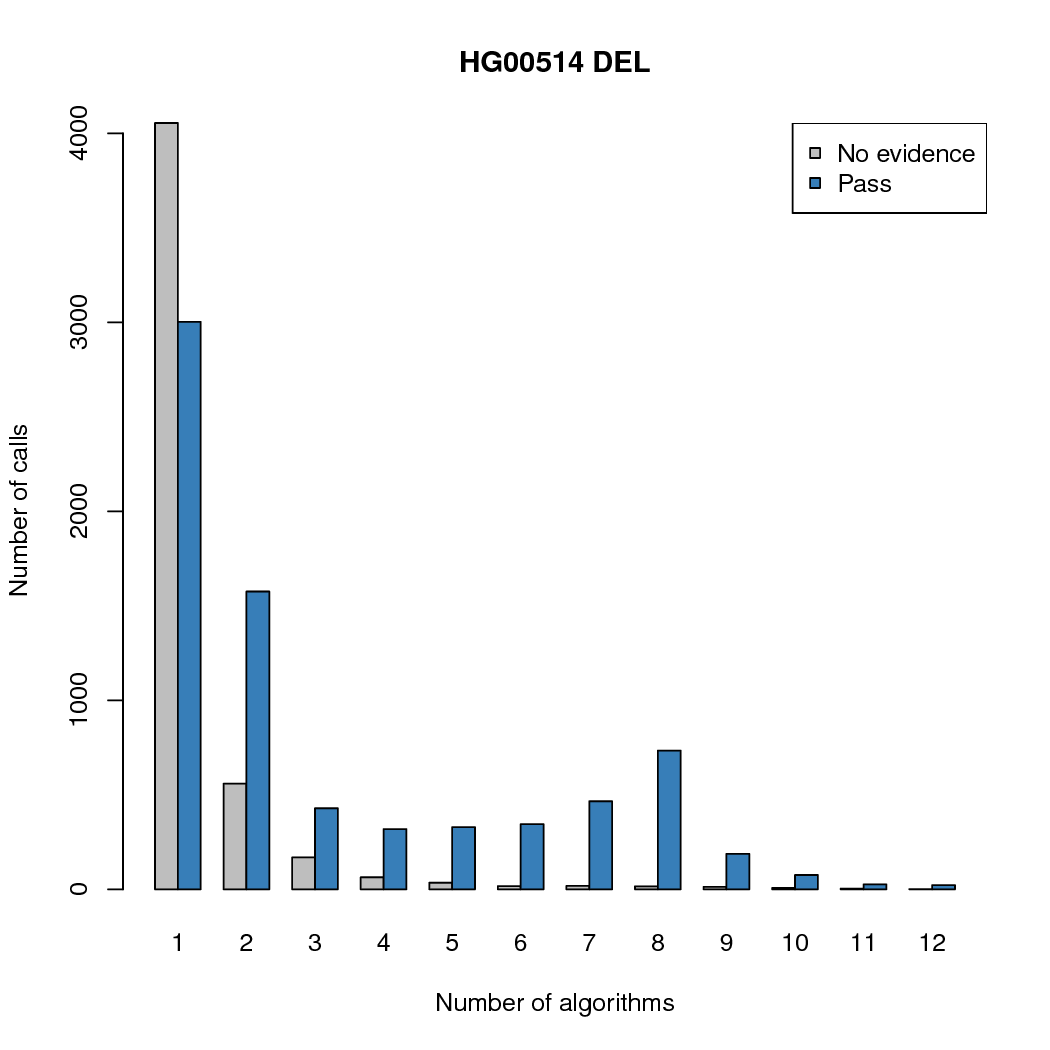 HG00514 DEL
No evidence
Pass
Number of calls
4000
3000
2000
1000
0
1 2 3 4 5 6 7 8 9 10 11 12
Number of algorithms